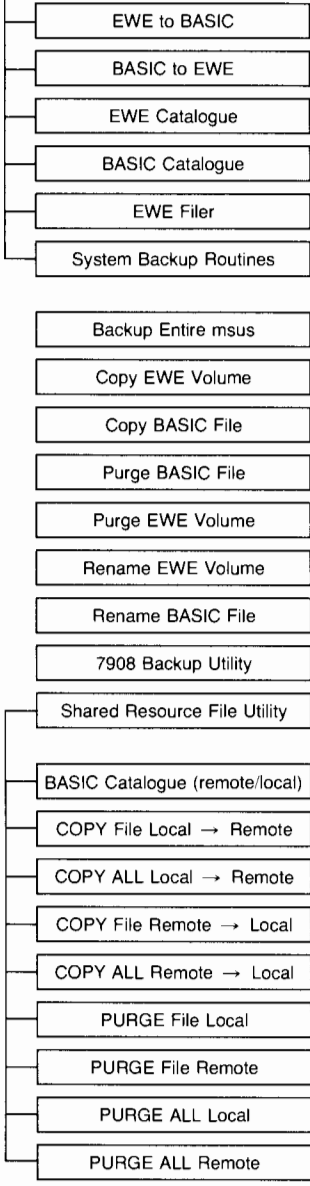 EWE to BASIC
BASIC to EWE
EWE Catalogue
BASIC Catalogue
EWE Filer
System Backup Routines
Backup Entire msus
Copy EWE Volume
Copy BASIC File
Purge BASIC File
Purge EWE Volume
Rename EWE Volume
Rename BASIC File
7908 Backup Utility
Shared Resource File Utility
BASIC Catalogue (remote/local)
COPY File Local → Remote
COPY ALL Local → Remote
COPY File Remote → Local
COPY ALL Remote → Local
PURGE File Local
PURGE File Remote
PURGE ALL Local
PURGE ALL Remote